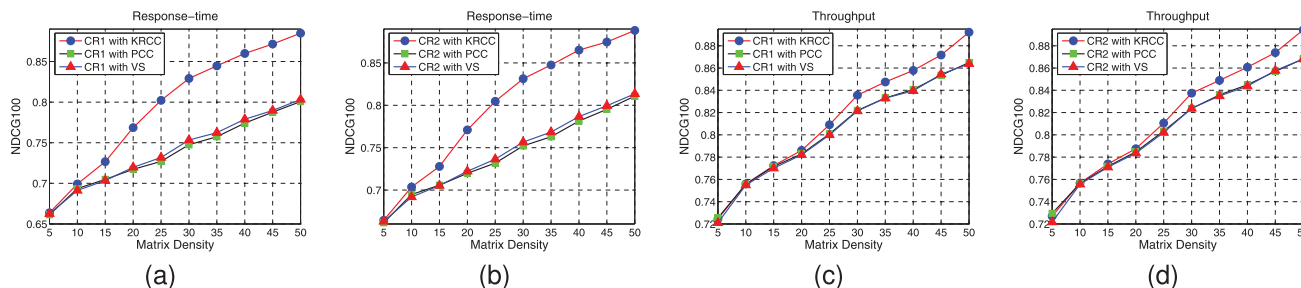 Response-time
CR1 with KRCC
CR1 with PCC
CR1 with VS
NDCG100
0.85
0.8
0.75
0.7
0.65
5 10 15 20 25 30 35 40 45 50
Matrix Density
(a)
Response-time
CR2 with KRCC
CR2 with PCC
CR2 with VS
NDCG100
0.85
0.8
0.75
0.7
5 10 15 20 25 30 35 40 45 50
Matrix Density
(b)
Throughput
CR1 with KRCC
CR1 with PCC
CR1 with VS
NDCG100
0.88
0.86
0.84
0.82
0.8
0.78
0.76
0.74
0.72
5 10 15 20 25 30 35 40 45 50
Matrix Density
(c)
Throughput
CR2 with KRCC
CR2 with PCC
CR2 with VS
NDCG100
0.88
0.86
0.84
0.82
0.8
0.78
0.76
0.74
0.72
5 10 15 20 25 30 35 40 45
Matrix Density
(d)